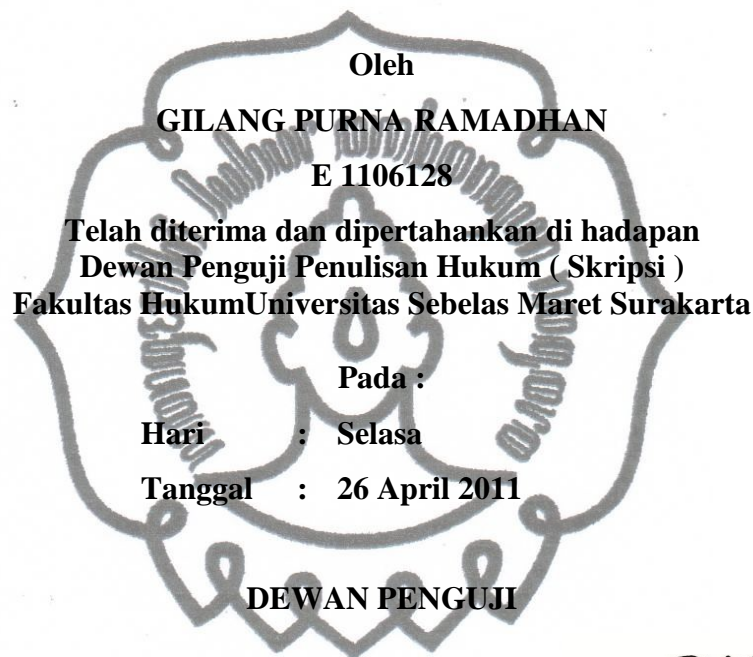 Oleh
GILANG PURNA RAMADHAN
E 1106128
Telah diterima dan dipertahankan di hadapan
Dewan Penguji Penulisan Hukum ( Skripsi )
Fakultas HukumUniversitas Sebelas Maret Surakarta
Pada :
Hari : Selasa
Tanggal : 26 April 2011
DEWAN PENGUJI